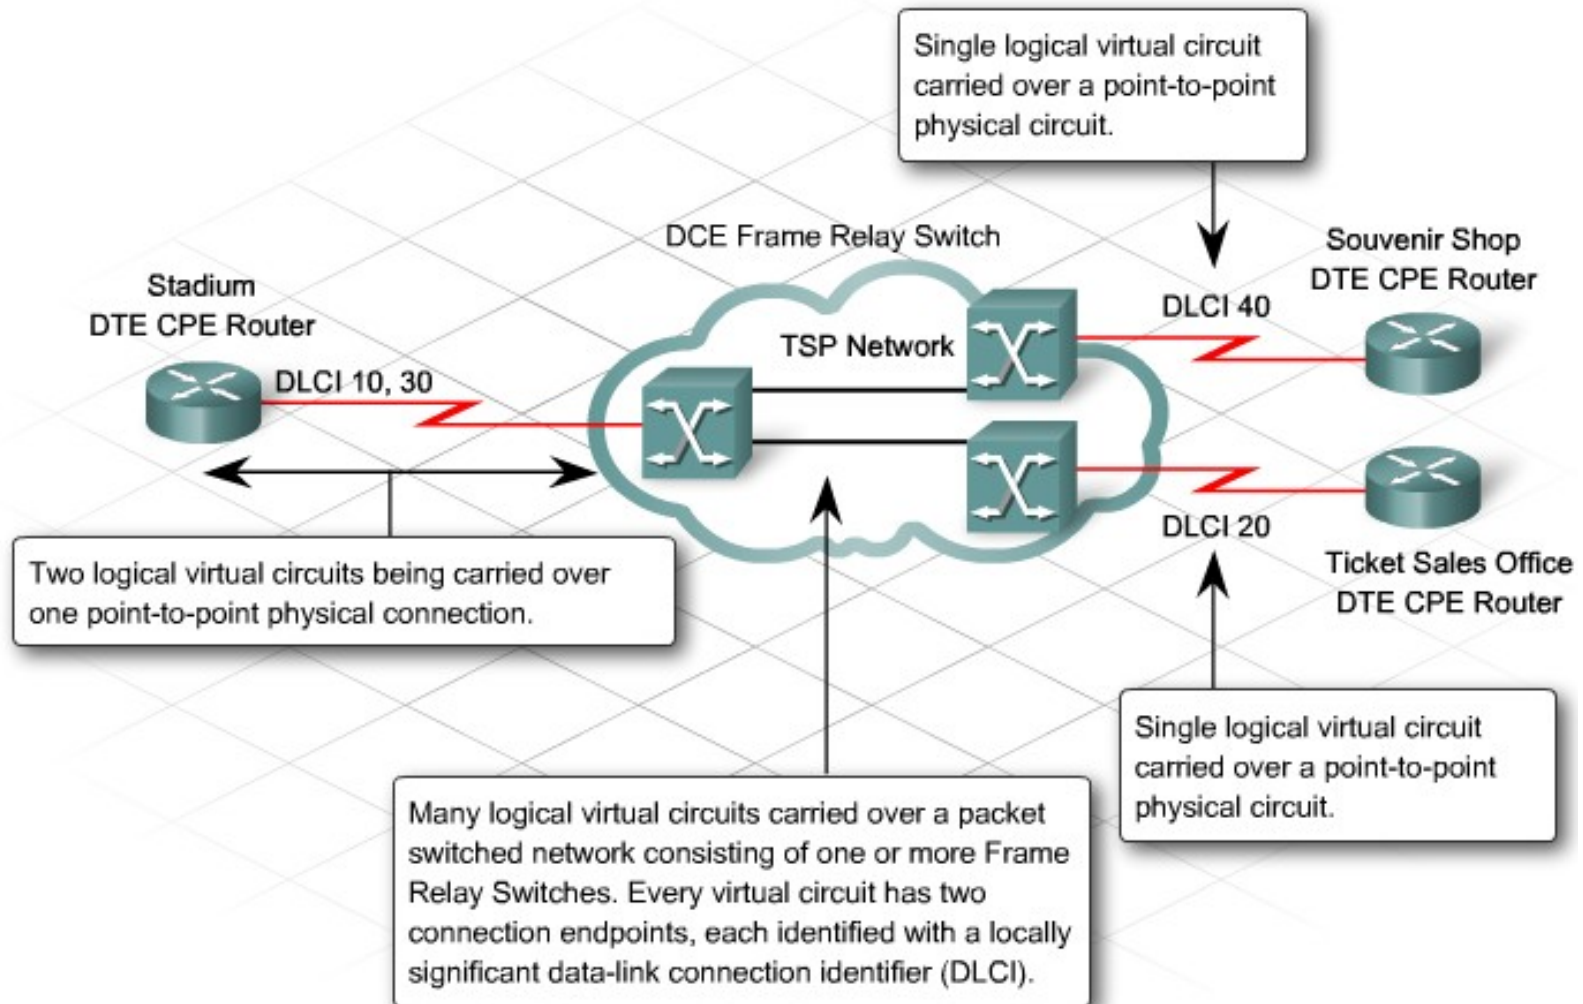 Single logical virtual circuit
carried over a point-to-point
physical circuit.
DCE Frame Relay Switch
Souvenir Shop
DTE CPE Router
Stadium
DTE CPE Router
DLCI 40
TSP Network
DLCI 10, 30
DLCI 20
Ticket Sales Office
DTE CPE Router
Two logical virtual circuits being carried over
one point-to-point physical connection.
Single logical virtual circuit
carried over a point-to-point
physical circuit.
Many logical virtual circuits carried over a packet
switched network consisting of one or more Frame
Relay Switches. Every virtual circuit has two
connection endpoints, each identified with a locally
significant data-link connection identifier (DLCI).